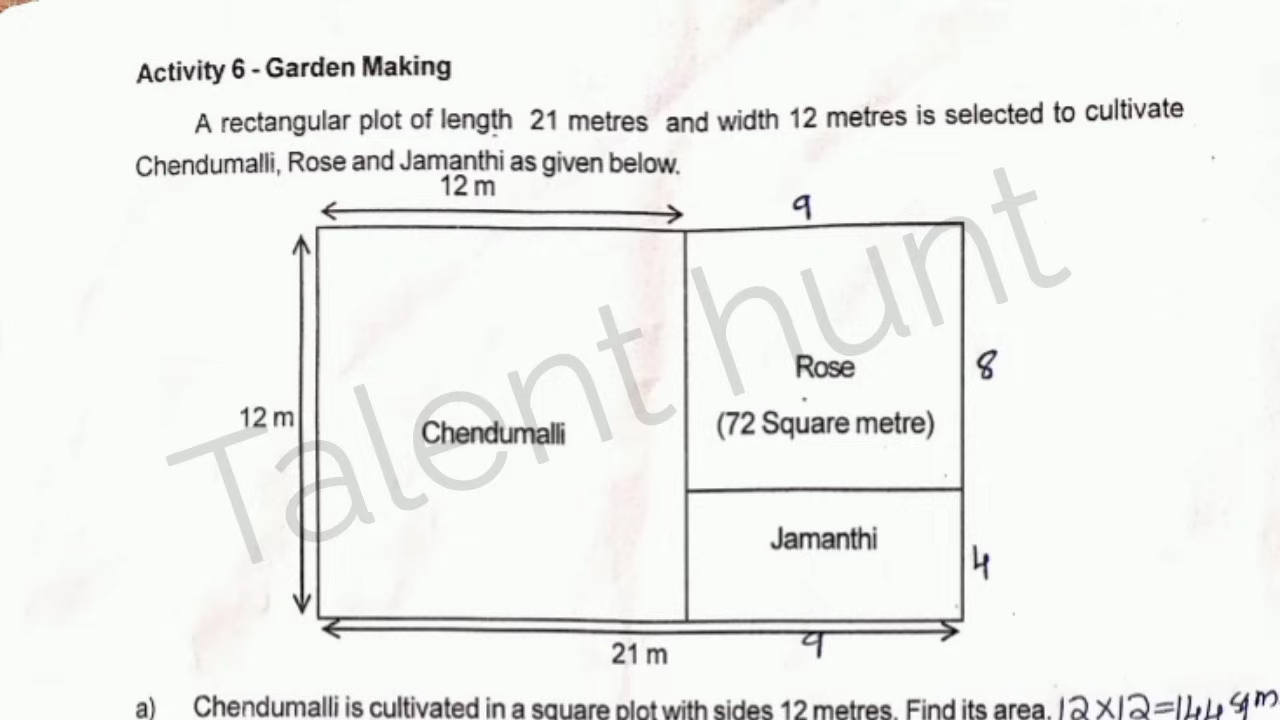 Activity 6 - Garden Making
A rectangular plot of length 21 metres and width 12 metres is selected to cultivate
Chendumalli, Rose and Jamanthi as given below.
12 m
9
Rose
8
12 m
Chendumalli
(72 Square metre)
Jamanthi
4
21 m
9
Talent hunt
a) Chendumalli is cultivated in a square plot with sides 12 metres. Find its area. 12×12=144 sqm